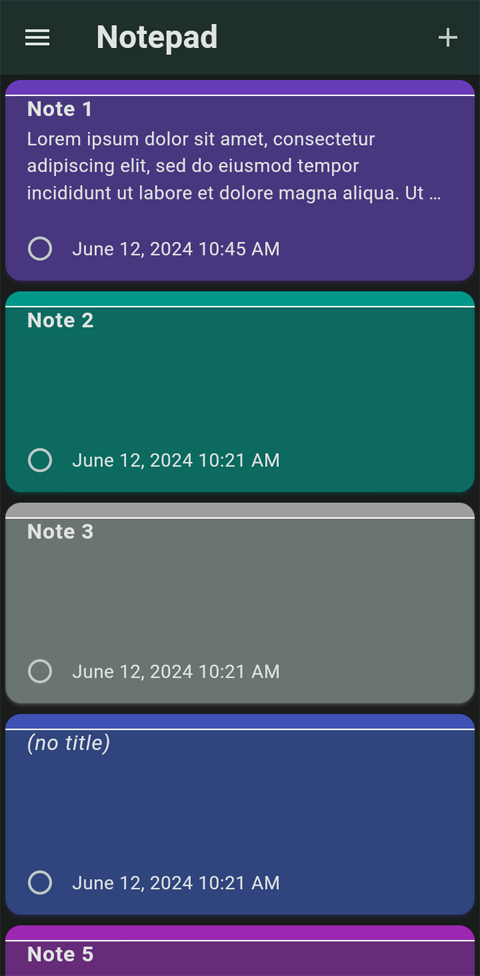 Notepad
Note 1
Lorem ipsum dolor sit amet, consectetur
adipiscing elit, sed do eiusmod tempor
incididunt ut labore et dolore magna aliqua. Ut …
June 12, 2024 10:45 AM
Note 2
June 12, 2024 10:21 AM
Note 3
June 12, 2024 10:21 AM
(no title)
June 12, 2024 10:21 AM
Note 5